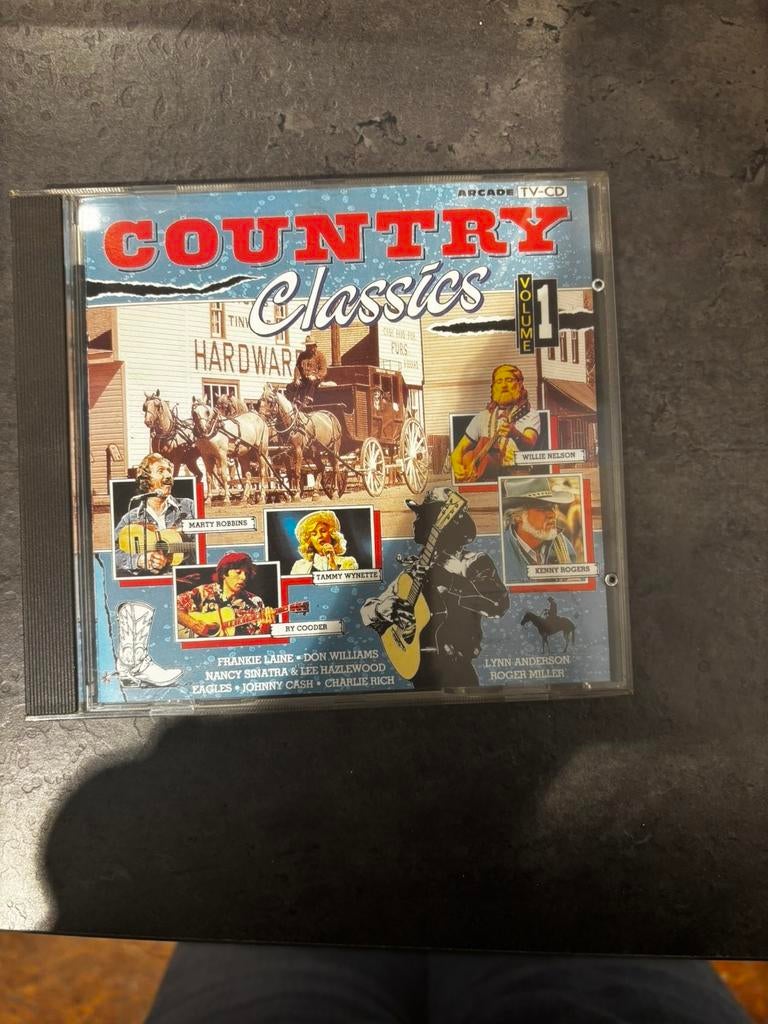 ARCADE TV-CD
COUNTRY
Classics
VOLUME 1
TINY
HARDWAR
FURS
WILLIE NELSON
MARTY ROBBINS
TAMMY WYNETTE
KENNY ROGERS
RY COODER
FRANKIE LAINE • DON WILLIAMS
NANCY SINATRA & LEE HAZLEWOOD
EAGLES • JOHNNY CASH • CHARLIE RICH
LYNN ANDERSON
ROGER MILLER